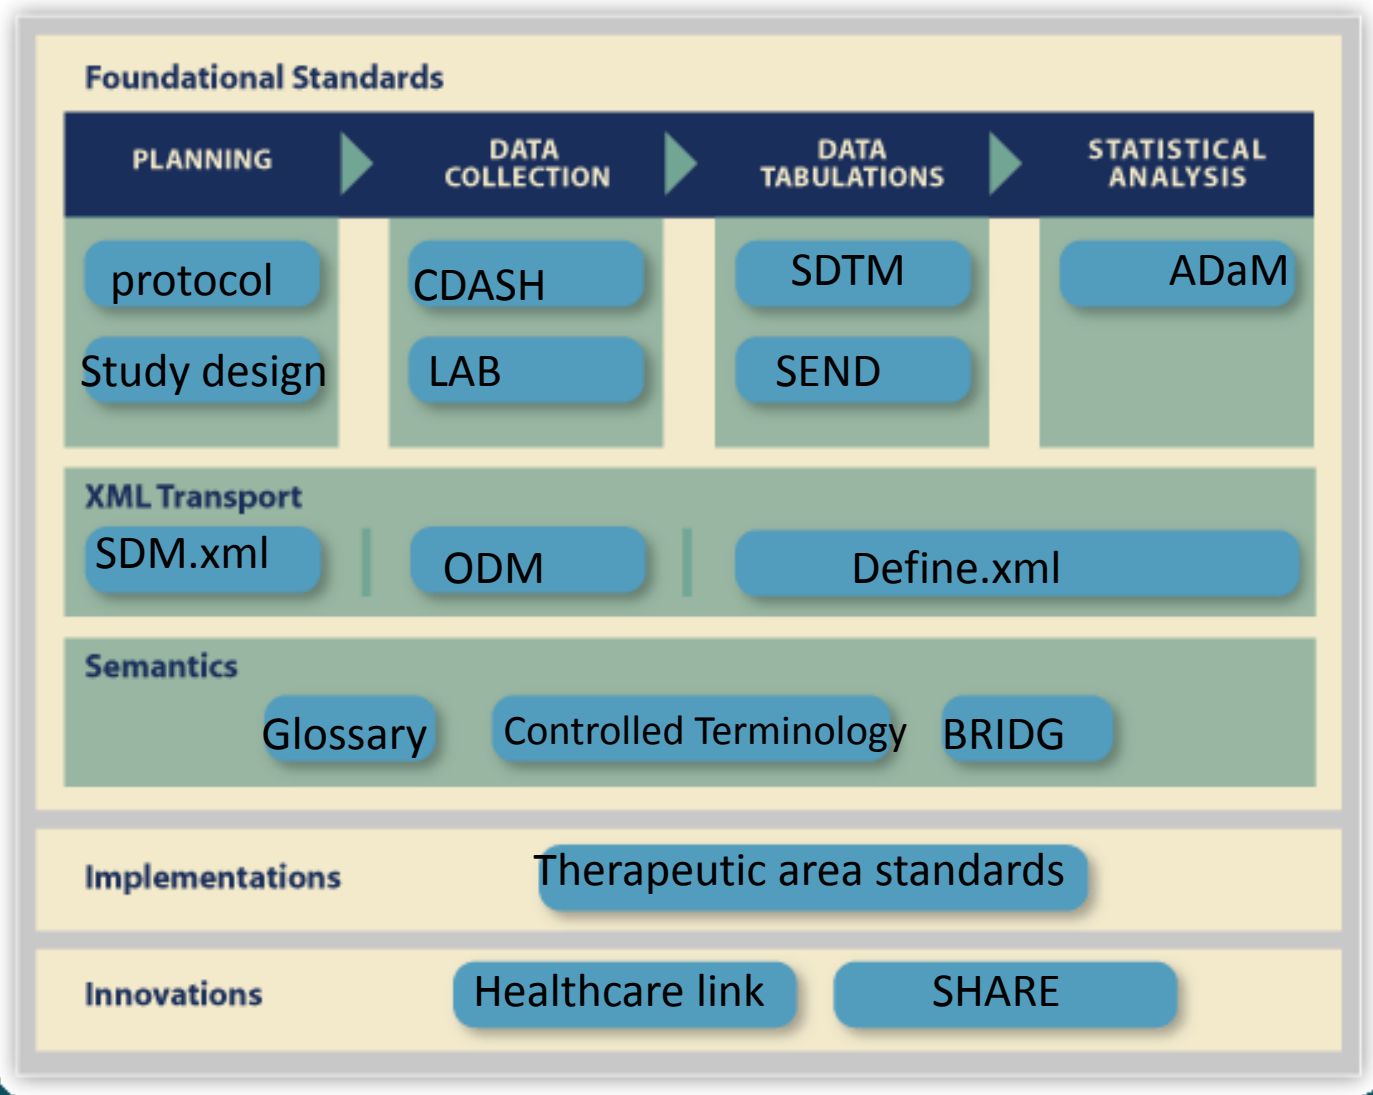 Foundational Standards
PLANNING
DATA
COLLECTION
DATA
TABULATIONS
STATISTICAL
ANALYSIS
protocol
CDASH
SDTM
ADaM
Study design
LAB
SEND
XML Transport
SDM.xml
ODM
Define.xml
Semantics
Glossary
Controlled Terminology
BRIDG
Implementations
Therapeutic area standards
Innovations
Healthcare link
SHARE